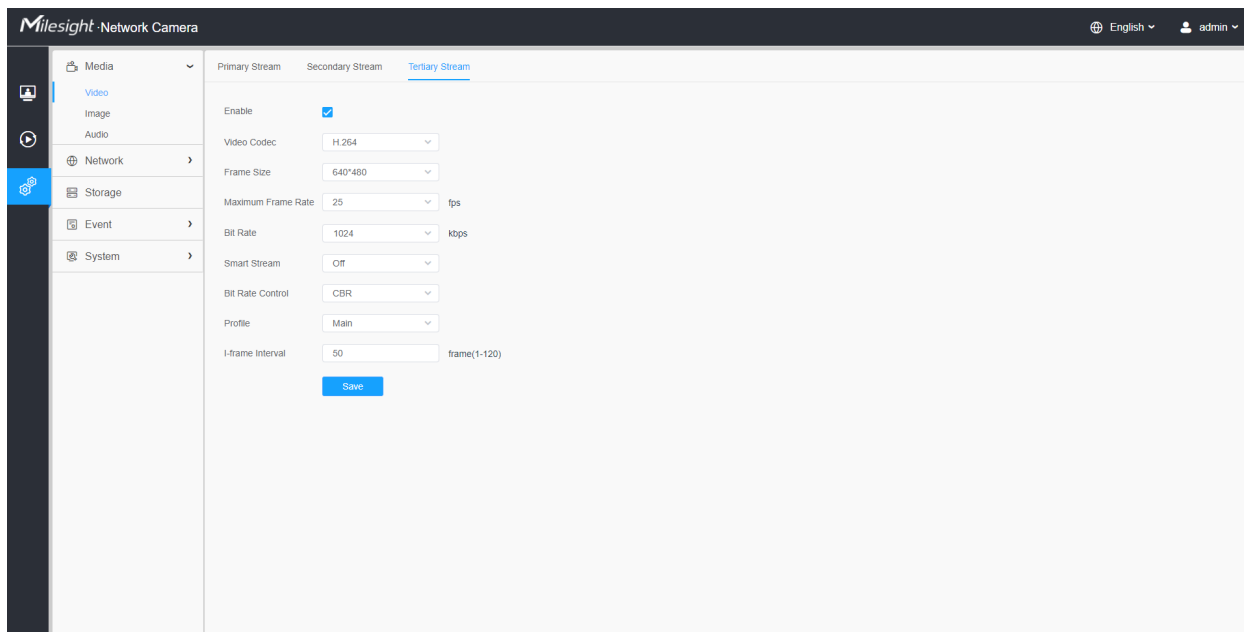 Milesight · Network Camera
English
admin
Media
Video
Image
Audio
Network
Storage
Event
System
Primary Stream Secondary Stream Tertiary Stream
Enable
Video Codec H.264
Frame Size 640*480
Maximum Frame Rate 25 fps
Bit Rate 1024 kbps
Smart Stream Off
Bit Rate Control CBR
Profile Main
I-frame Interval 50 frame(1-120)
Save